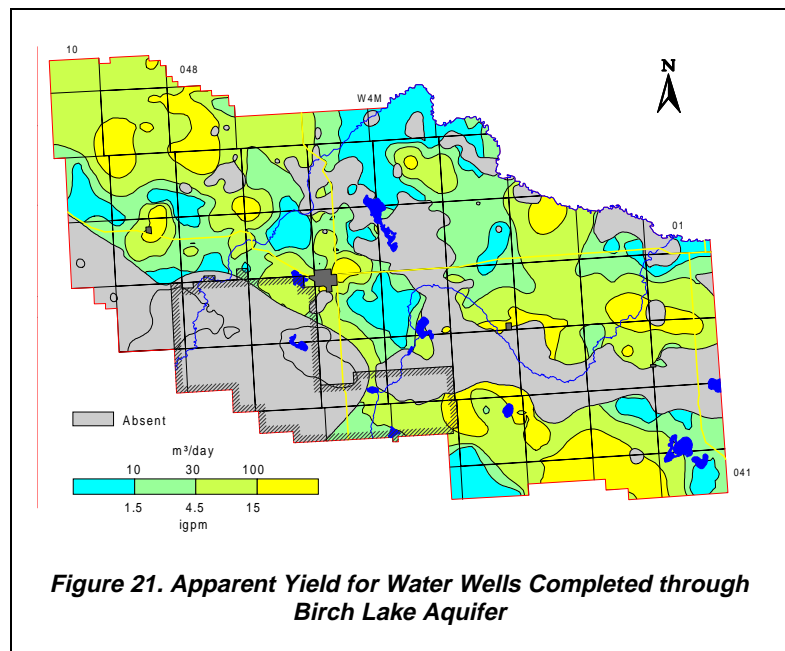 10
048
W4M
N
01
Absent
m³/day
10 30 100
1.5 4.5 15
igpm
041
Figure 21. Apparent Yield for Water Wells Completed through
Birch Lake Aquifer